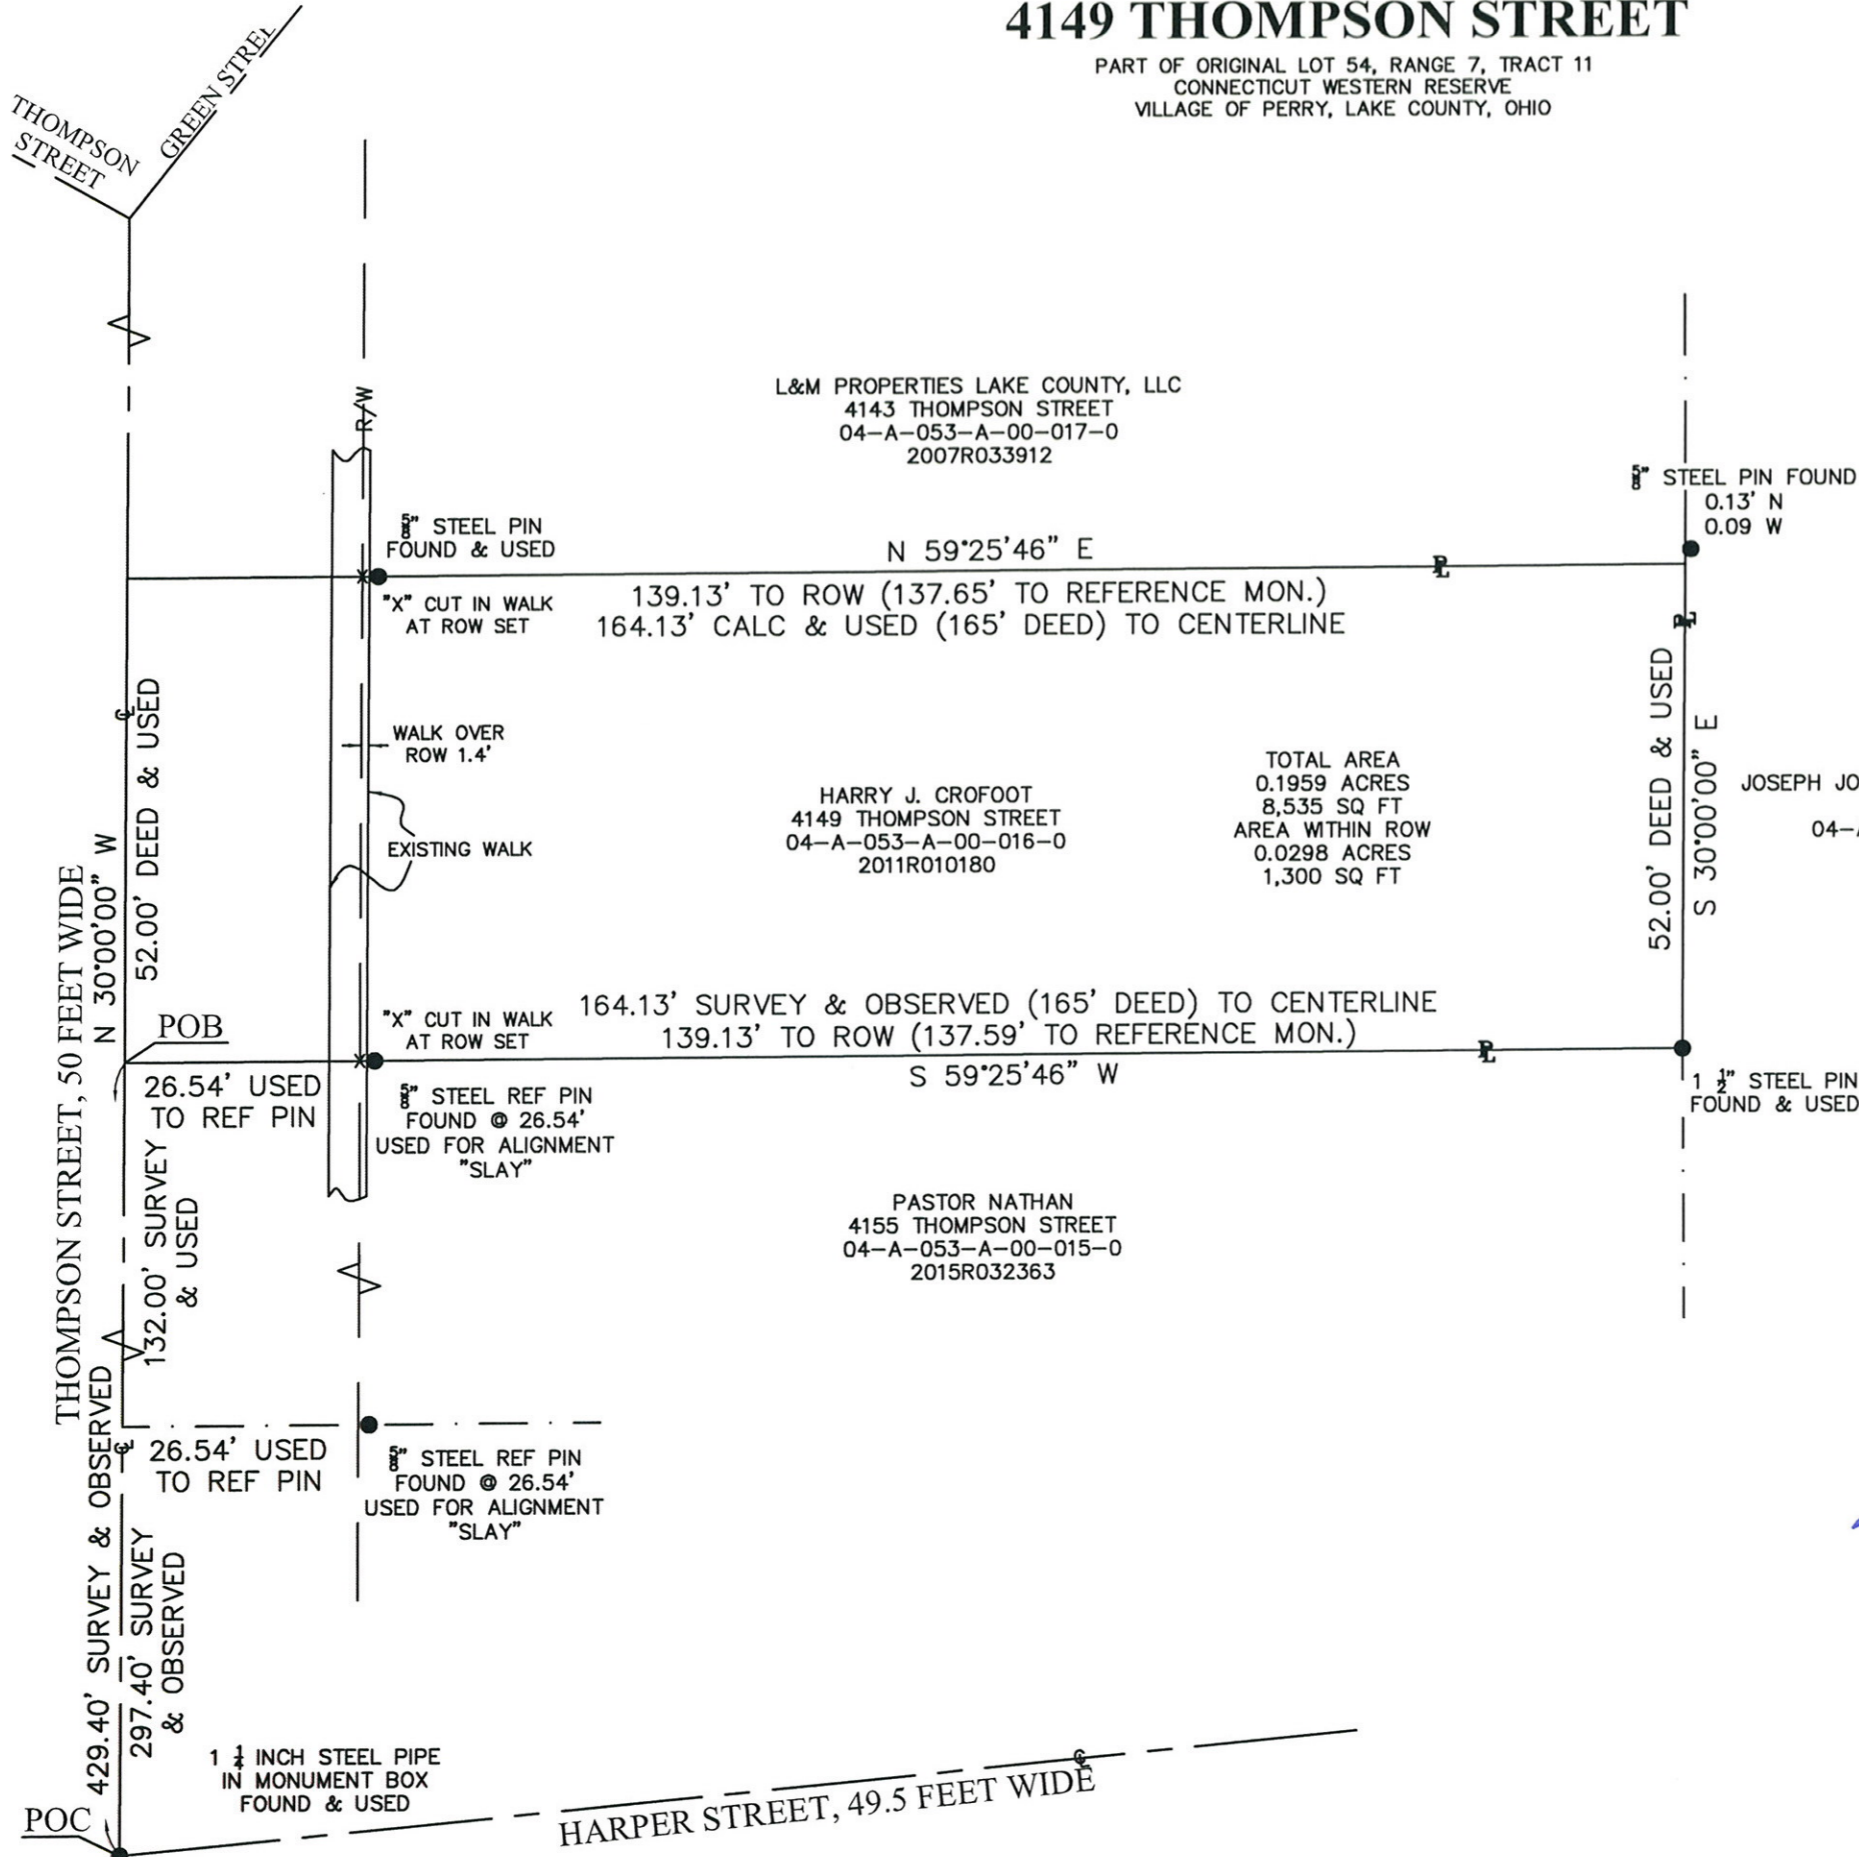 4149 THOMPSON STREET
PART OF ORIGINAL LOT 54, RANGE 7, TRACT 11
CONNECTICUT WESTERN RESERVE
VILLAGE OF PERRY, LAKE COUNTY, OHIO
THOMPSON
STREET
GREEN STREET
R/W
L&M PROPERTIES LAKE COUNTY, LLC
4143 THOMPSON STREET
04-A-053-A-00-017-0
2007R033912
5/8" STEEL PIN FOUND
0.13' N
0.09 W
5/8" STEEL PIN
FOUND & USED
N 59°25'46" E
PL
"X" CUT IN WALK
AT ROW SET
139.13' TO ROW (137.65' TO REFERENCE MON.)
164.13' CALC & USED (165' DEED) TO CENTERLINE
PL
CL
52.00' DEED & USED
N 30°00'00" W
WALK OVER
ROW 1.4'
EXISTING WALK
HARRY J. CROFOOT
4149 THOMPSON STREET
04-A-053-A-00-016-0
2011R010180
TOTAL AREA
0.1959 ACRES
8,535 SQ FT
AREA WITHIN ROW
0.0298 ACRES
1,300 SQ FT
52.00' DEED & USED
S 30°00'00" E
JOSEPH JO
04-
THOMPSON STREET, 50 FEET WIDE
POB
"X" CUT IN WALK
AT ROW SET
164.13' SURVEY & OBSERVED (165' DEED) TO CENTERLINE
139.13' TO ROW (137.59' TO REFERENCE MON.)
PL
S 59°25'46" W
26.54' USED
TO REF PIN
5/8" STEEL REF PIN
FOUND @ 26.54'
USED FOR ALIGNMENT
"SLAY"
1 1/2" STEEL PIN
FOUND & USED
132.00' SURVEY
& USED
PASTOR NATHAN
4155 THOMPSON STREET
04-A-053-A-00-015-0
2015R032363
CL
26.54' USED
TO REF PIN
5/8" STEEL REF PIN
FOUND @ 26.54'
USED FOR ALIGNMENT
"SLAY"
429.40' SURVEY & OBSERVED
297.40' SURVEY
& OBSERVED
1 1/4 INCH STEEL PIPE
IN MONUMENT BOX
FOUND & USED
POC
CL
HARPER STREET, 49.5 FEET WIDE